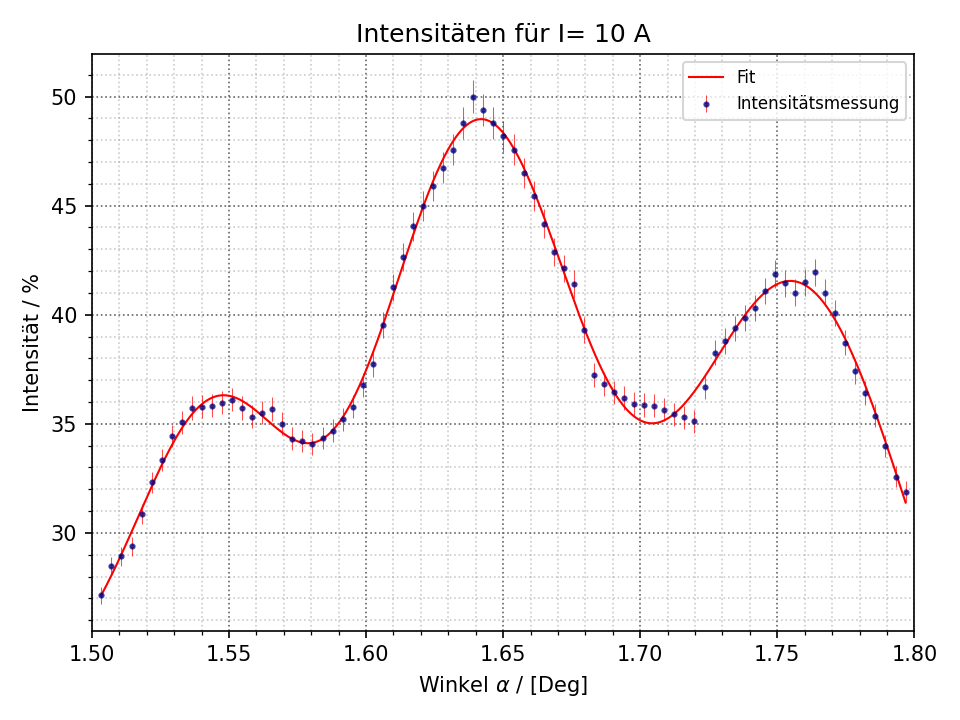 Intensitäten für I= 10 A
Fit
Intensitätsmessung
Intensität / %
50
45
40
35
30
1.50 1.55 1.60 1.65 1.70 1.75 1.80
Winkel α / [Deg]